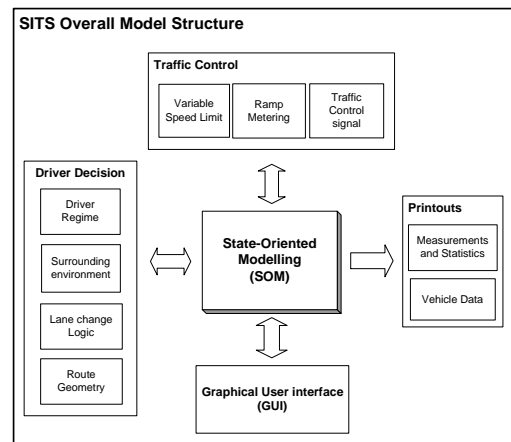 SITS Overall Model Structure
Traffic Control
Variable
Speed Limit
Ramp
Metering
Traffic
Control
signal
Driver Decision
Driver
Regime
Surrounding
environment
Lane change
Logic
Route
Geometry
State-Oriented
Modelling
(SOM)
Printouts
Measurements
and Statistics
Vehicle Data
Graphical User interface
(GUI)